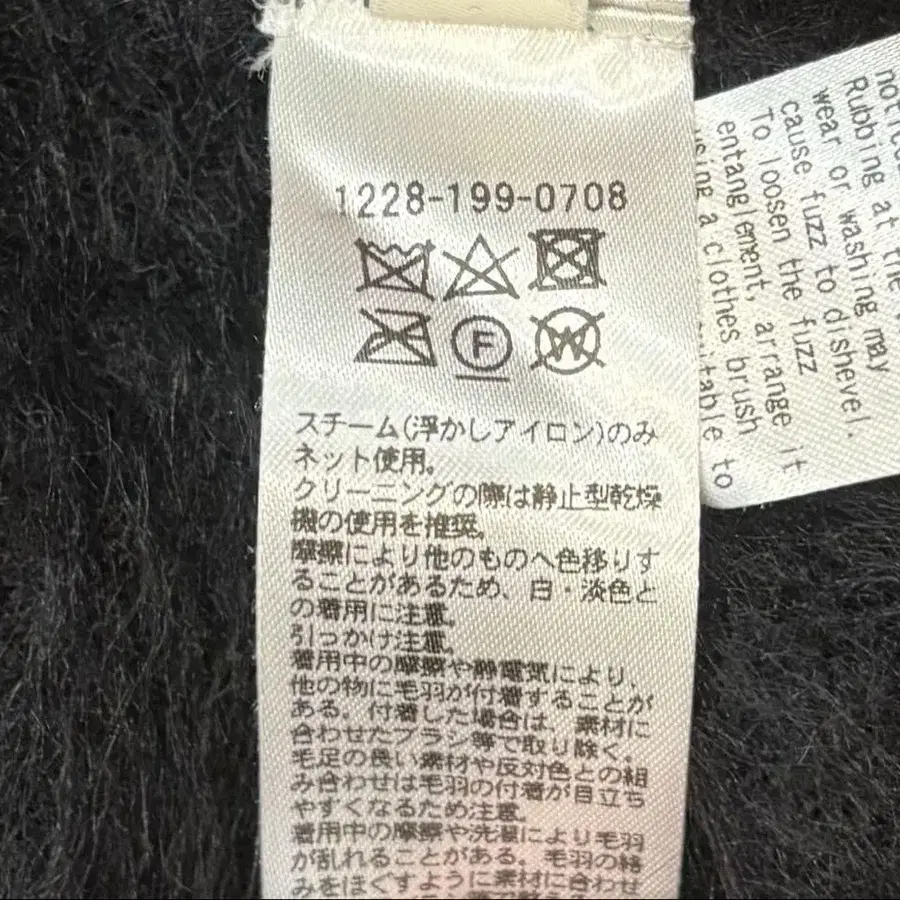 1228-199-0708
F
W
スチーム(浮かしアイロン)のみ
ネット使用。
クリーニングの際は静止型乾燥
機の使用を推奨。
摩擦により他のものへ色移りす
ることがあるため、白・淡色と
の着用に注意。
引っかけ注意。
着用中の摩擦や静電気により、
他の物に毛羽が付着することが
ある。付着した場合は、素材に
合わせたブラシ等で取り除く。
毛足の長い素材や反対色との組
み合わせは毛羽の付着が目立ち
やすくなるため注意。
着用中の摩擦や洗濯により毛羽
が乱れることがある。毛羽の絡
みをほぐすように素材に合わせ
Rubbing at the
wear or washing may
cause fuzz to dishevel.
To loosen the fuzz
entanglement, arrange it
using a clothes brush
to